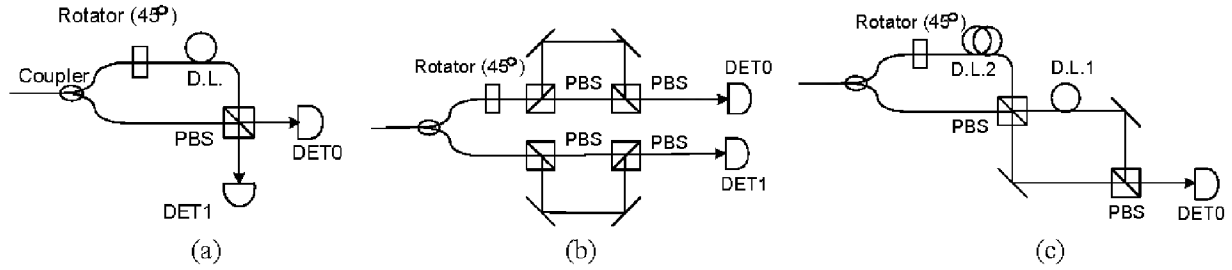 Rotator (45°)
Coupler
D.L.
PBS
DET0
DET1
(a)
Rotator (45°)
PBS PBS
DET0
PBS PBS
DET1
(b)
Rotator (45°)
D.L.2
D.L.1
PBS
PBS
DET0
(c)